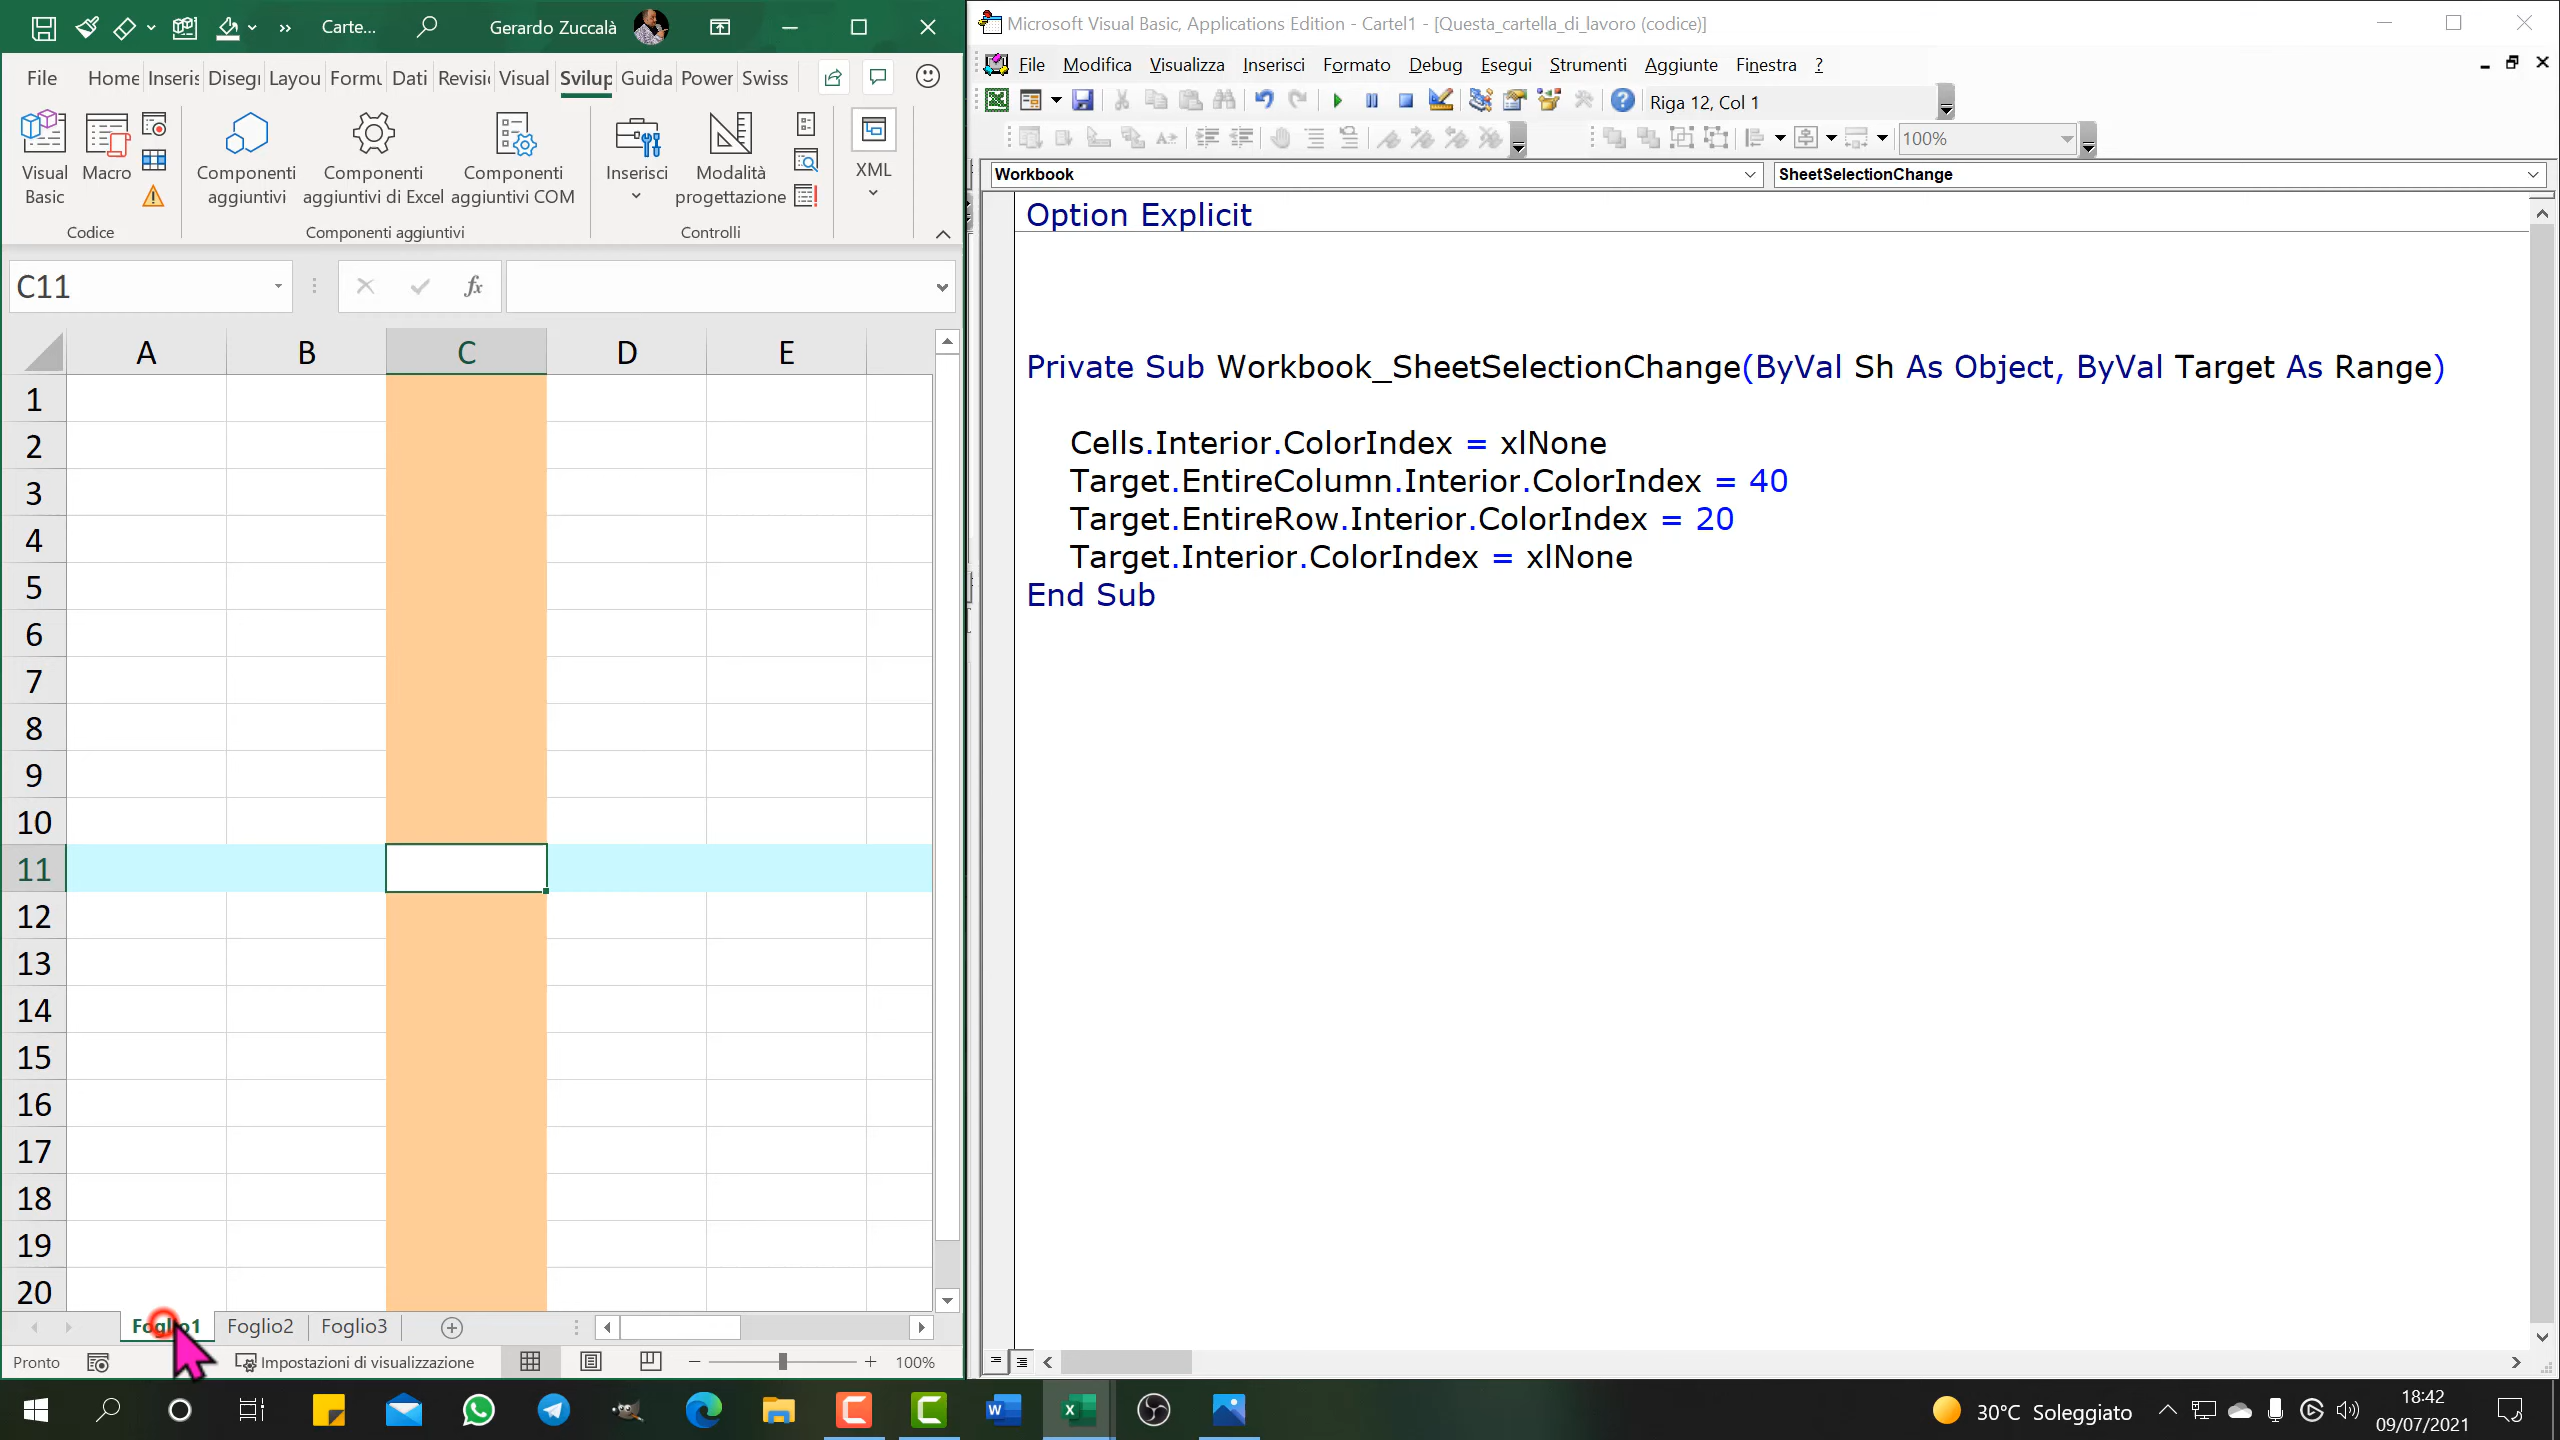 Carte...
Gerardo Zuccalà
File Home Inseris Disegi Layou Formu Dati Revisic Visual Svilup Guida Power Swiss
Visual Basic
Macro
Componenti aggiuntivi
Componenti aggiuntivi di Excel
Componenti aggiuntivi COM
Inserisci
Modalità progettazione
XML
Codice
Componenti aggiuntivi
Controlli
C11
fx
A B C D E
1
2
3
4
5
6
7
8
9
10
11
12
13
14
15
16
17
18
19
20
Foglio1 Foglio2 Foglio3
Pronto
Impostazioni di visualizzazione
100%
Microsoft Visual Basic, Applications Edition - Cartel1 - [Questa_cartella_di_lavoro (codice)]
File Modifica Visualizza Inserisci Formato Debug Esegui Strumenti Aggiunte Finestra ?
Riga 12, Col 1
100%
Workbook
SheetSelectionChange
Option Explicit
Private Sub Workbook_SheetSelectionChange(ByVal Sh As Object, ByVal Target As Range)
Cells.Interior.ColorIndex = xlNone
Target.EntireColumn.Interior.ColorIndex = 40
Target.EntireRow.Interior.ColorIndex = 20
Target.Interior.ColorIndex = xlNone
End Sub
30°C Soleggiato
18:42
09/07/2021